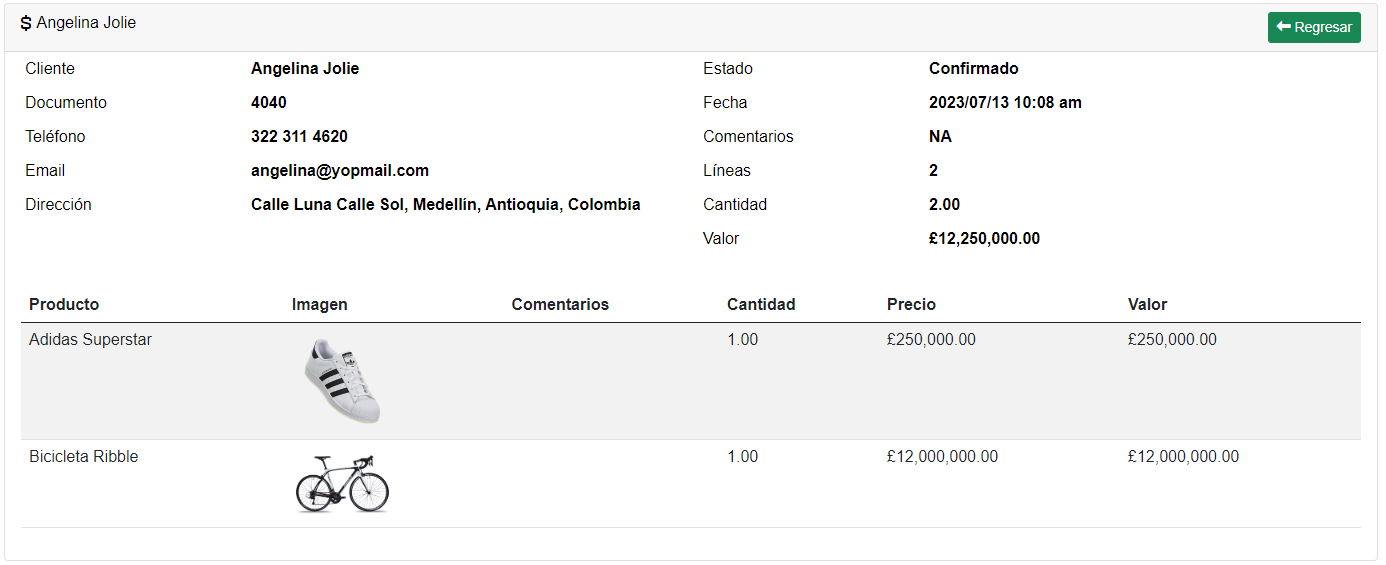 $ Angelina Jolie
Regresar
Cliente Angelina Jolie Estado Confirmado
Documento 4040 Fecha 2023/07/13 10:08 am
Teléfono 322 311 4620 Comentarios NA
Email angelina@yopmail.com Líneas 2
Dirección Calle Luna Calle Sol, Medellín, Antioquia, Colombia Cantidad 2.00
Valor £12,250,000.00
Producto Imagen Comentarios Cantidad Precio Valor
Adidas Superstar 1.00 £250,000.00 £250,000.00
Bicicleta Ribble 1.00 £12,000,000.00 £12,000,000.00